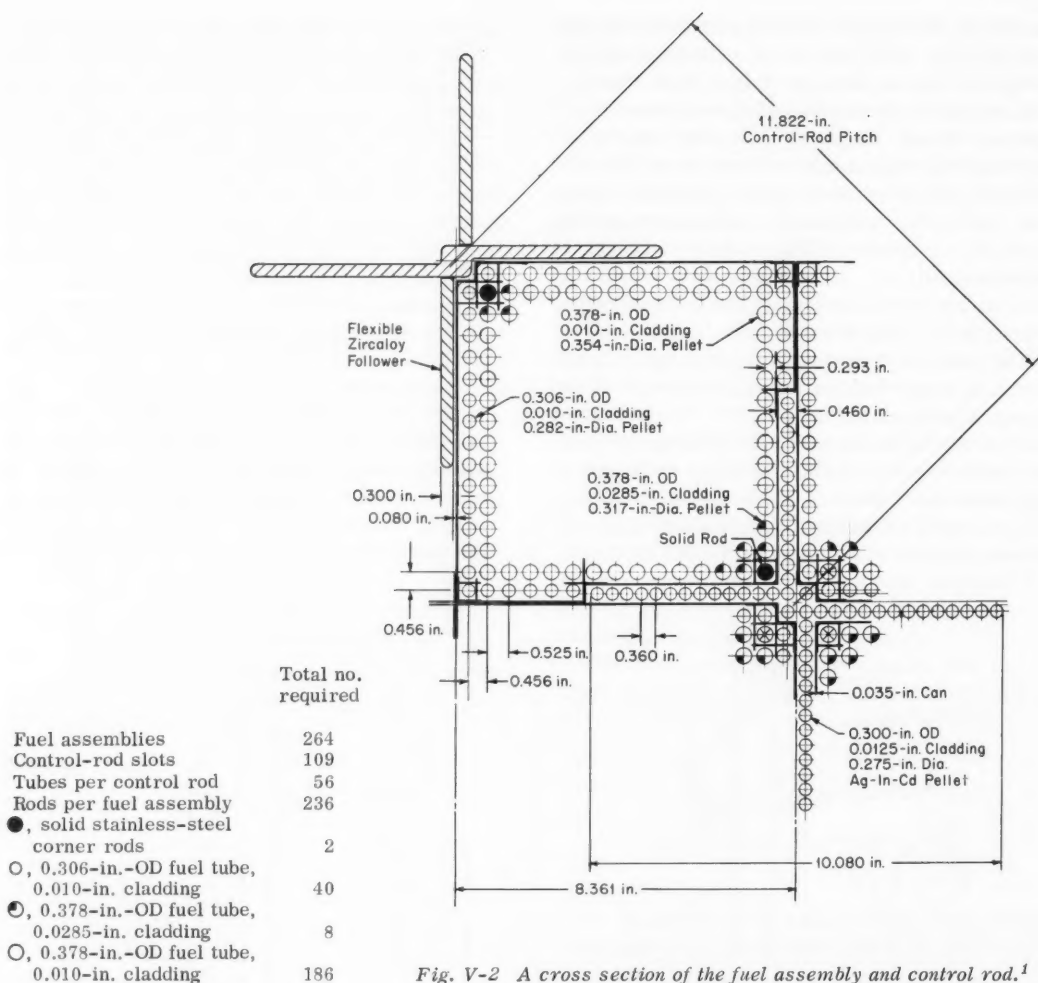 11.822-in.
Control-Rod Pitch
Flexible
Zircaloy
Follower
0.378-in. OD
0.010-in. Cladding
0.354-in-Dia. Pellet
0.293 in.
0.306-in. OD
0.010-in. Cladding
0.282-in-Dia. Pellet
0.460 in.
0.300 in.
0.080 in.
0.378-in. OD
0.0285-in. Cladding
0.317-in-Dia. Pellet
Solid Rod
0.456 in.
0.525 in.
0.360 in.
0.456 in.
0.035-in. Can
0.300-in. OD
0.0125-in. Cladding
0.275-in. Dia.
Ag-In-Cd Pellet
10.080 in.
8.361 in.
Total no.
required
Fuel assemblies 264
Control-rod slots 109
Tubes per control rod 56
Rods per fuel assembly 236
●, solid stainless-steel
corner rods 2
○, 0.306-in.-OD fuel tube,
0.010-in. cladding 40
◕, 0.378-in.-OD fuel tube,
0.0285-in. cladding 8
○, 0.378-in.-OD fuel tube,
0.010-in. cladding 186
Fig. V-2 A cross section of the fuel assembly and control rod.¹